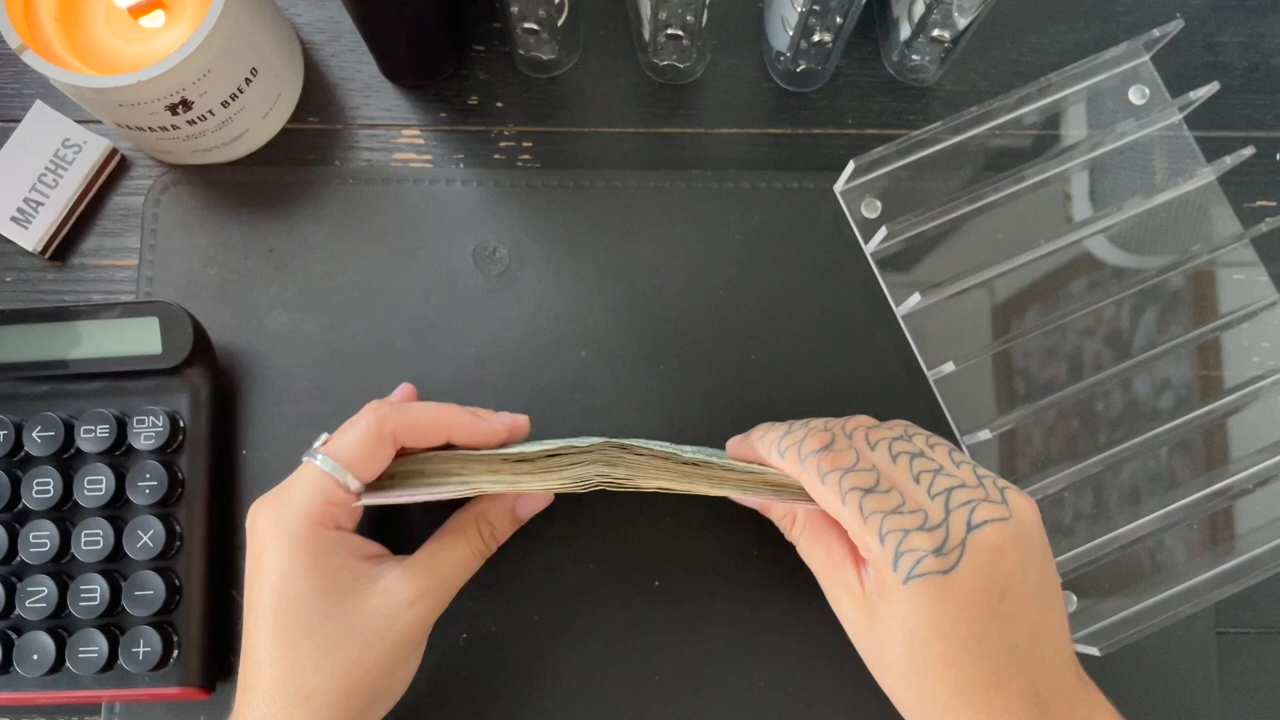 BANANA NUT BREAD
MATCHES.
← CE ON/C
8 9 ÷
5 6 ×
2 3 −
. = +